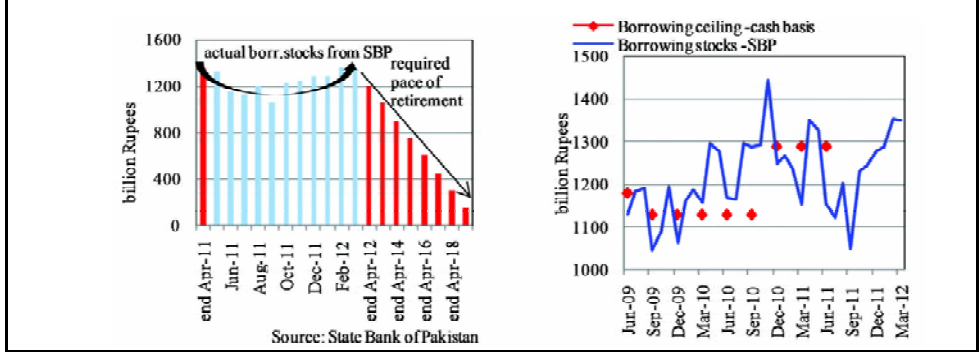 1600
1200
800
400
0
billion Rupees
actual borr.stocks from SBP
required
pace of
retirement
end Apr-11
Jun-11
Aug-11
Oct-11
Dec-11
Feb-12
end Apr-12
end Apr-14
end Apr-16
end Apr-18
Source: State Bank of Pakistan
Borrowing ceiling -cash basis
Borrowing stocks -SBP
1500
1400
1300
1200
1100
1000
billion Rupees
Jun-09
Sep-09
Dec-09
Mar-10
Jun-10
Sep-10
Dec-10
Mar-11
Jun-11
Sep-11
Dec-11
Mar-12